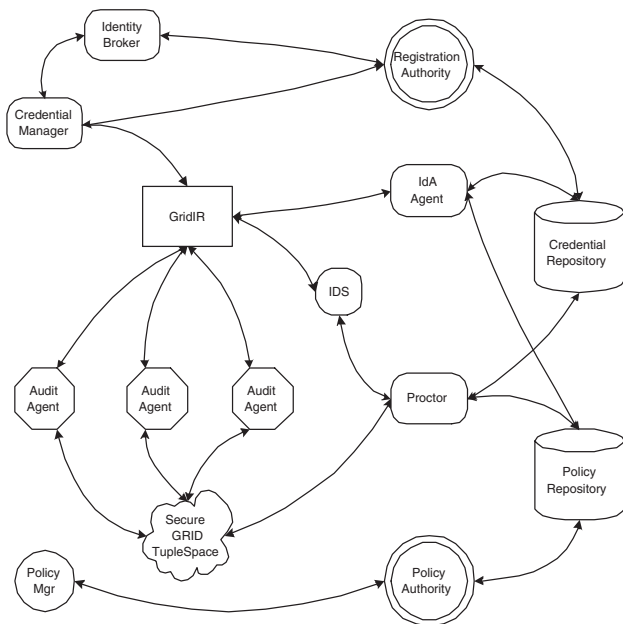 Identity
Broker
Registration
Authority
Credential
Manager
IdA
Agent
GridIR
Credential
Repository
IDS
Audit
Agent
Audit
Agent
Audit
Agent
Proctor
Policy
Repository
Secure
GRID
TupleSpace
Policy
Mgr
Policy
Authority